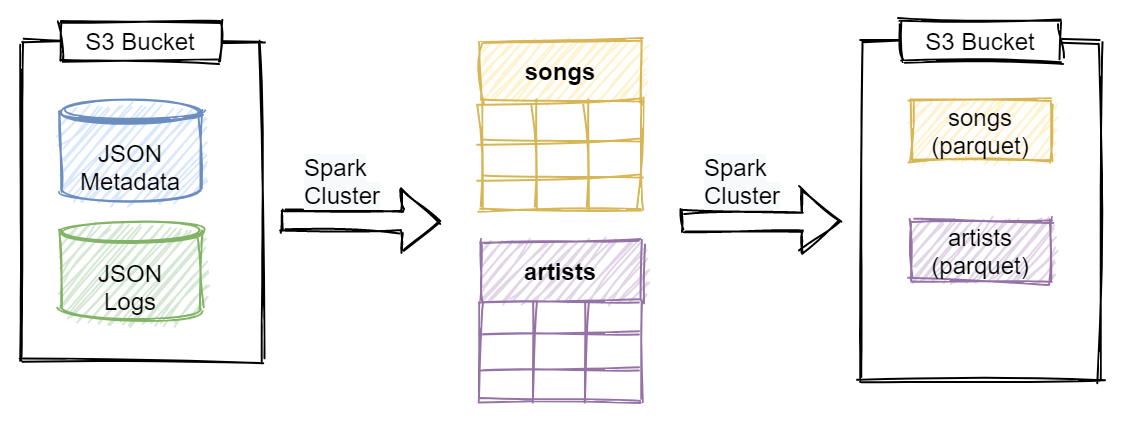 S3 Bucket
JSON
Metadata
JSON
Logs
Spark
Cluster
songs
artists
Spark
Cluster
S3 Bucket
songs
(parquet)
artists
(parquet)